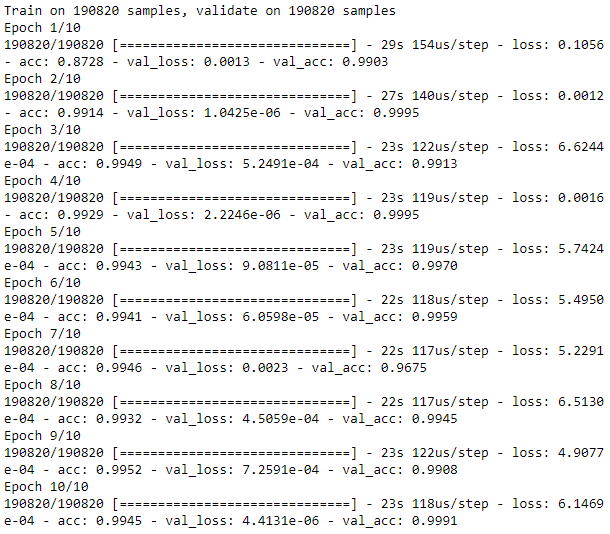 Train on 190820 samples, validate on 190820 samples
Epoch 1/10
190820/190820 [==============================] - 29s 154us/step - loss: 0.1056
- acc: 0.8728 - val_loss: 0.0013 - val_acc: 0.9903
Epoch 2/10
190820/190820 [==============================] - 27s 140us/step - loss: 0.0012
- acc: 0.9914 - val_loss: 1.0425e-06 - val_acc: 0.9995
Epoch 3/10
190820/190820 [==============================] - 23s 122us/step - loss: 6.6244
e-04 - acc: 0.9949 - val_loss: 5.2491e-04 - val_acc: 0.9913
Epoch 4/10
190820/190820 [==============================] - 23s 119us/step - loss: 0.0016
- acc: 0.9929 - val_loss: 2.2246e-06 - val_acc: 0.9995
Epoch 5/10
190820/190820 [==============================] - 23s 119us/step - loss: 5.7424
e-04 - acc: 0.9943 - val_loss: 9.0811e-05 - val_acc: 0.9970
Epoch 6/10
190820/190820 [==============================] - 22s 118us/step - loss: 5.4950
e-04 - acc: 0.9941 - val_loss: 6.0598e-05 - val_acc: 0.9959
Epoch 7/10
190820/190820 [==============================] - 22s 117us/step - loss: 5.2291
e-04 - acc: 0.9946 - val_loss: 0.0023 - val_acc: 0.9675
Epoch 8/10
190820/190820 [==============================] - 22s 117us/step - loss: 6.5130
e-04 - acc: 0.9932 - val_loss: 4.5059e-04 - val_acc: 0.9945
Epoch 9/10
190820/190820 [==============================] - 23s 122us/step - loss: 4.9077
e-04 - acc: 0.9952 - val_loss: 7.2591e-04 - val_acc: 0.9908
Epoch 10/10
190820/190820 [==============================] - 23s 118us/step - loss: 6.1469
e-04 - acc: 0.9945 - val_loss: 4.4131e-06 - val_acc: 0.9991